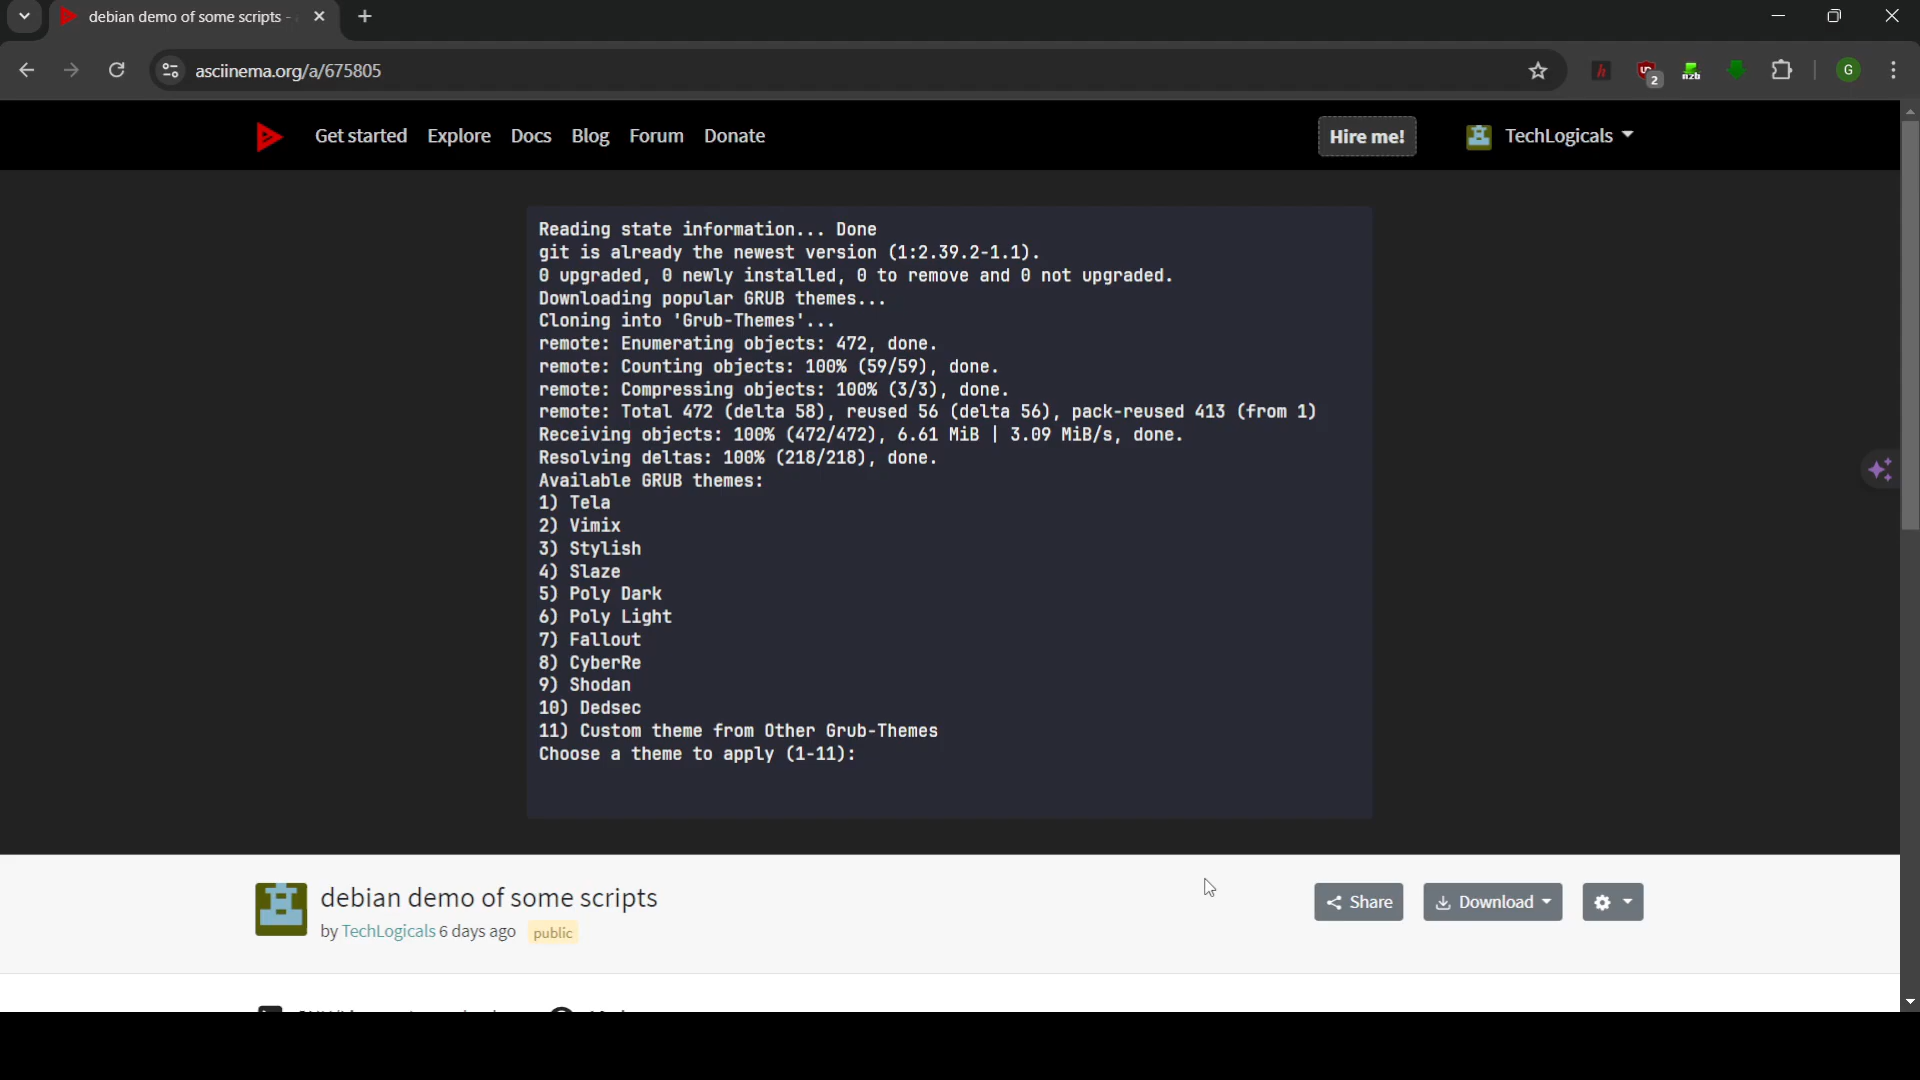 debian demo of some scripts -
asciinema.org/a/675805
2
n2b
G
Get started Explore Docs Blog Forum Donate
Hire me!
TechLogicals
Reading state information... Done
git is already the newest version (1:2.39.2-1.1).
0 upgraded, 0 newly installed, 0 to remove and 0 not upgraded.
Downloading popular GRUB themes...
Cloning into 'Grub-Themes'...
remote: Enumerating objects: 472, done.
remote: Counting objects: 100% (59/59), done.
remote: Compressing objects: 100% (3/3), done.
remote: Total 472 (delta 58), reused 56 (delta 56), pack-reused 413 (from 1)
Receiving objects: 100% (472/472), 6.61 MiB | 3.09 MiB/s, done.
Resolving deltas: 100% (218/218), done.
Available GRUB themes:
1) Tela
2) Vimix
3) Stylish
4) Slaze
5) Poly Dark
6) Poly Light
7) Fallout
8) CyberRe
9) Shodan
10) Dedsec
11) Custom theme from Other Grub-Themes
Choose a theme to apply (1-11):
debian demo of some scripts
by TechLogicals 6 days ago public
Share
Download